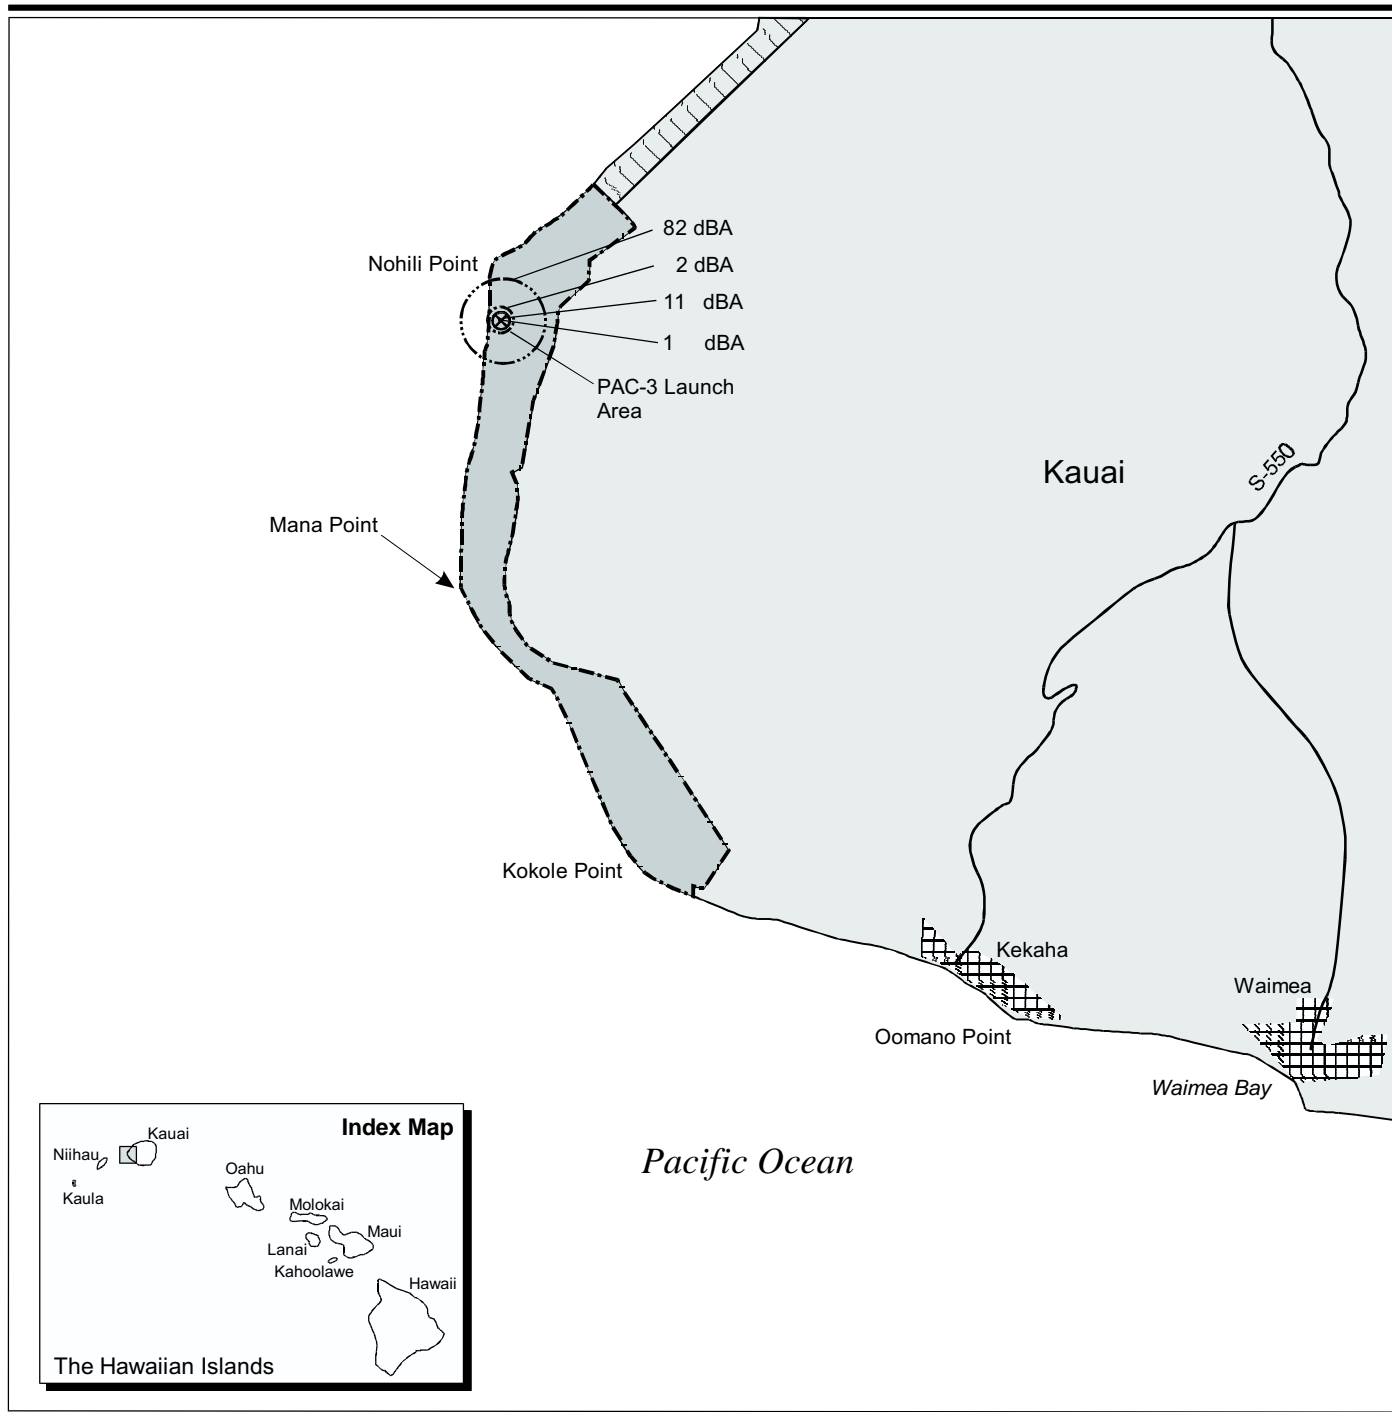 82 dBA
Nohili Point
2 dBA
11 dBA
1 dBA
PAC-3 Launch
Area
Kauai
S-550
Mana Point
Kokole Point
Kekaha
Waimea
Oomano Point
Waimea Bay
Pacific Ocean
Index Map
Kauai
Niihau
Kaula
Oahu
Molokai
Maui
Lanai
Kahoolawe
Hawaii
The Hawaiian Islands